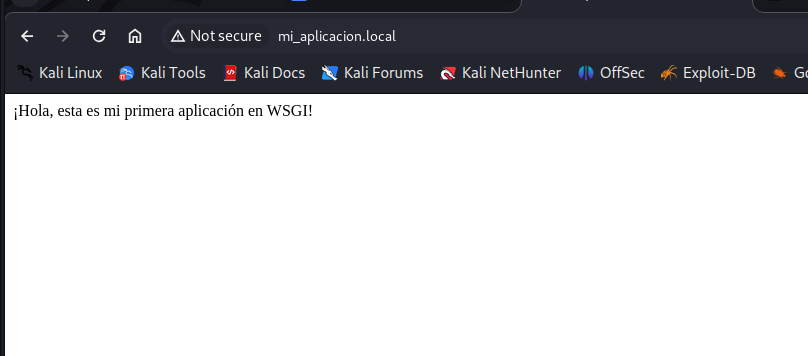 Not secure mi_aplicacion.local
Kali Linux Kali Tools Kali Docs Kali Forums Kali NetHunter OffSec Exploit-DB
¡Hola, esta es mi primera aplicación en WSGI!